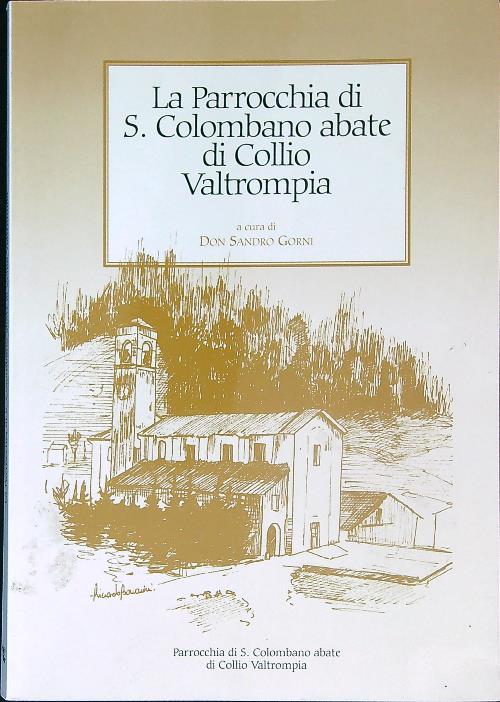 La Parrocchia di
S. Colombano abate
di Collio
Valtrompia
a cura di
DON SANDRO GORNI
Parrocchia di S. Colombano abate
di Collio Valtrompia